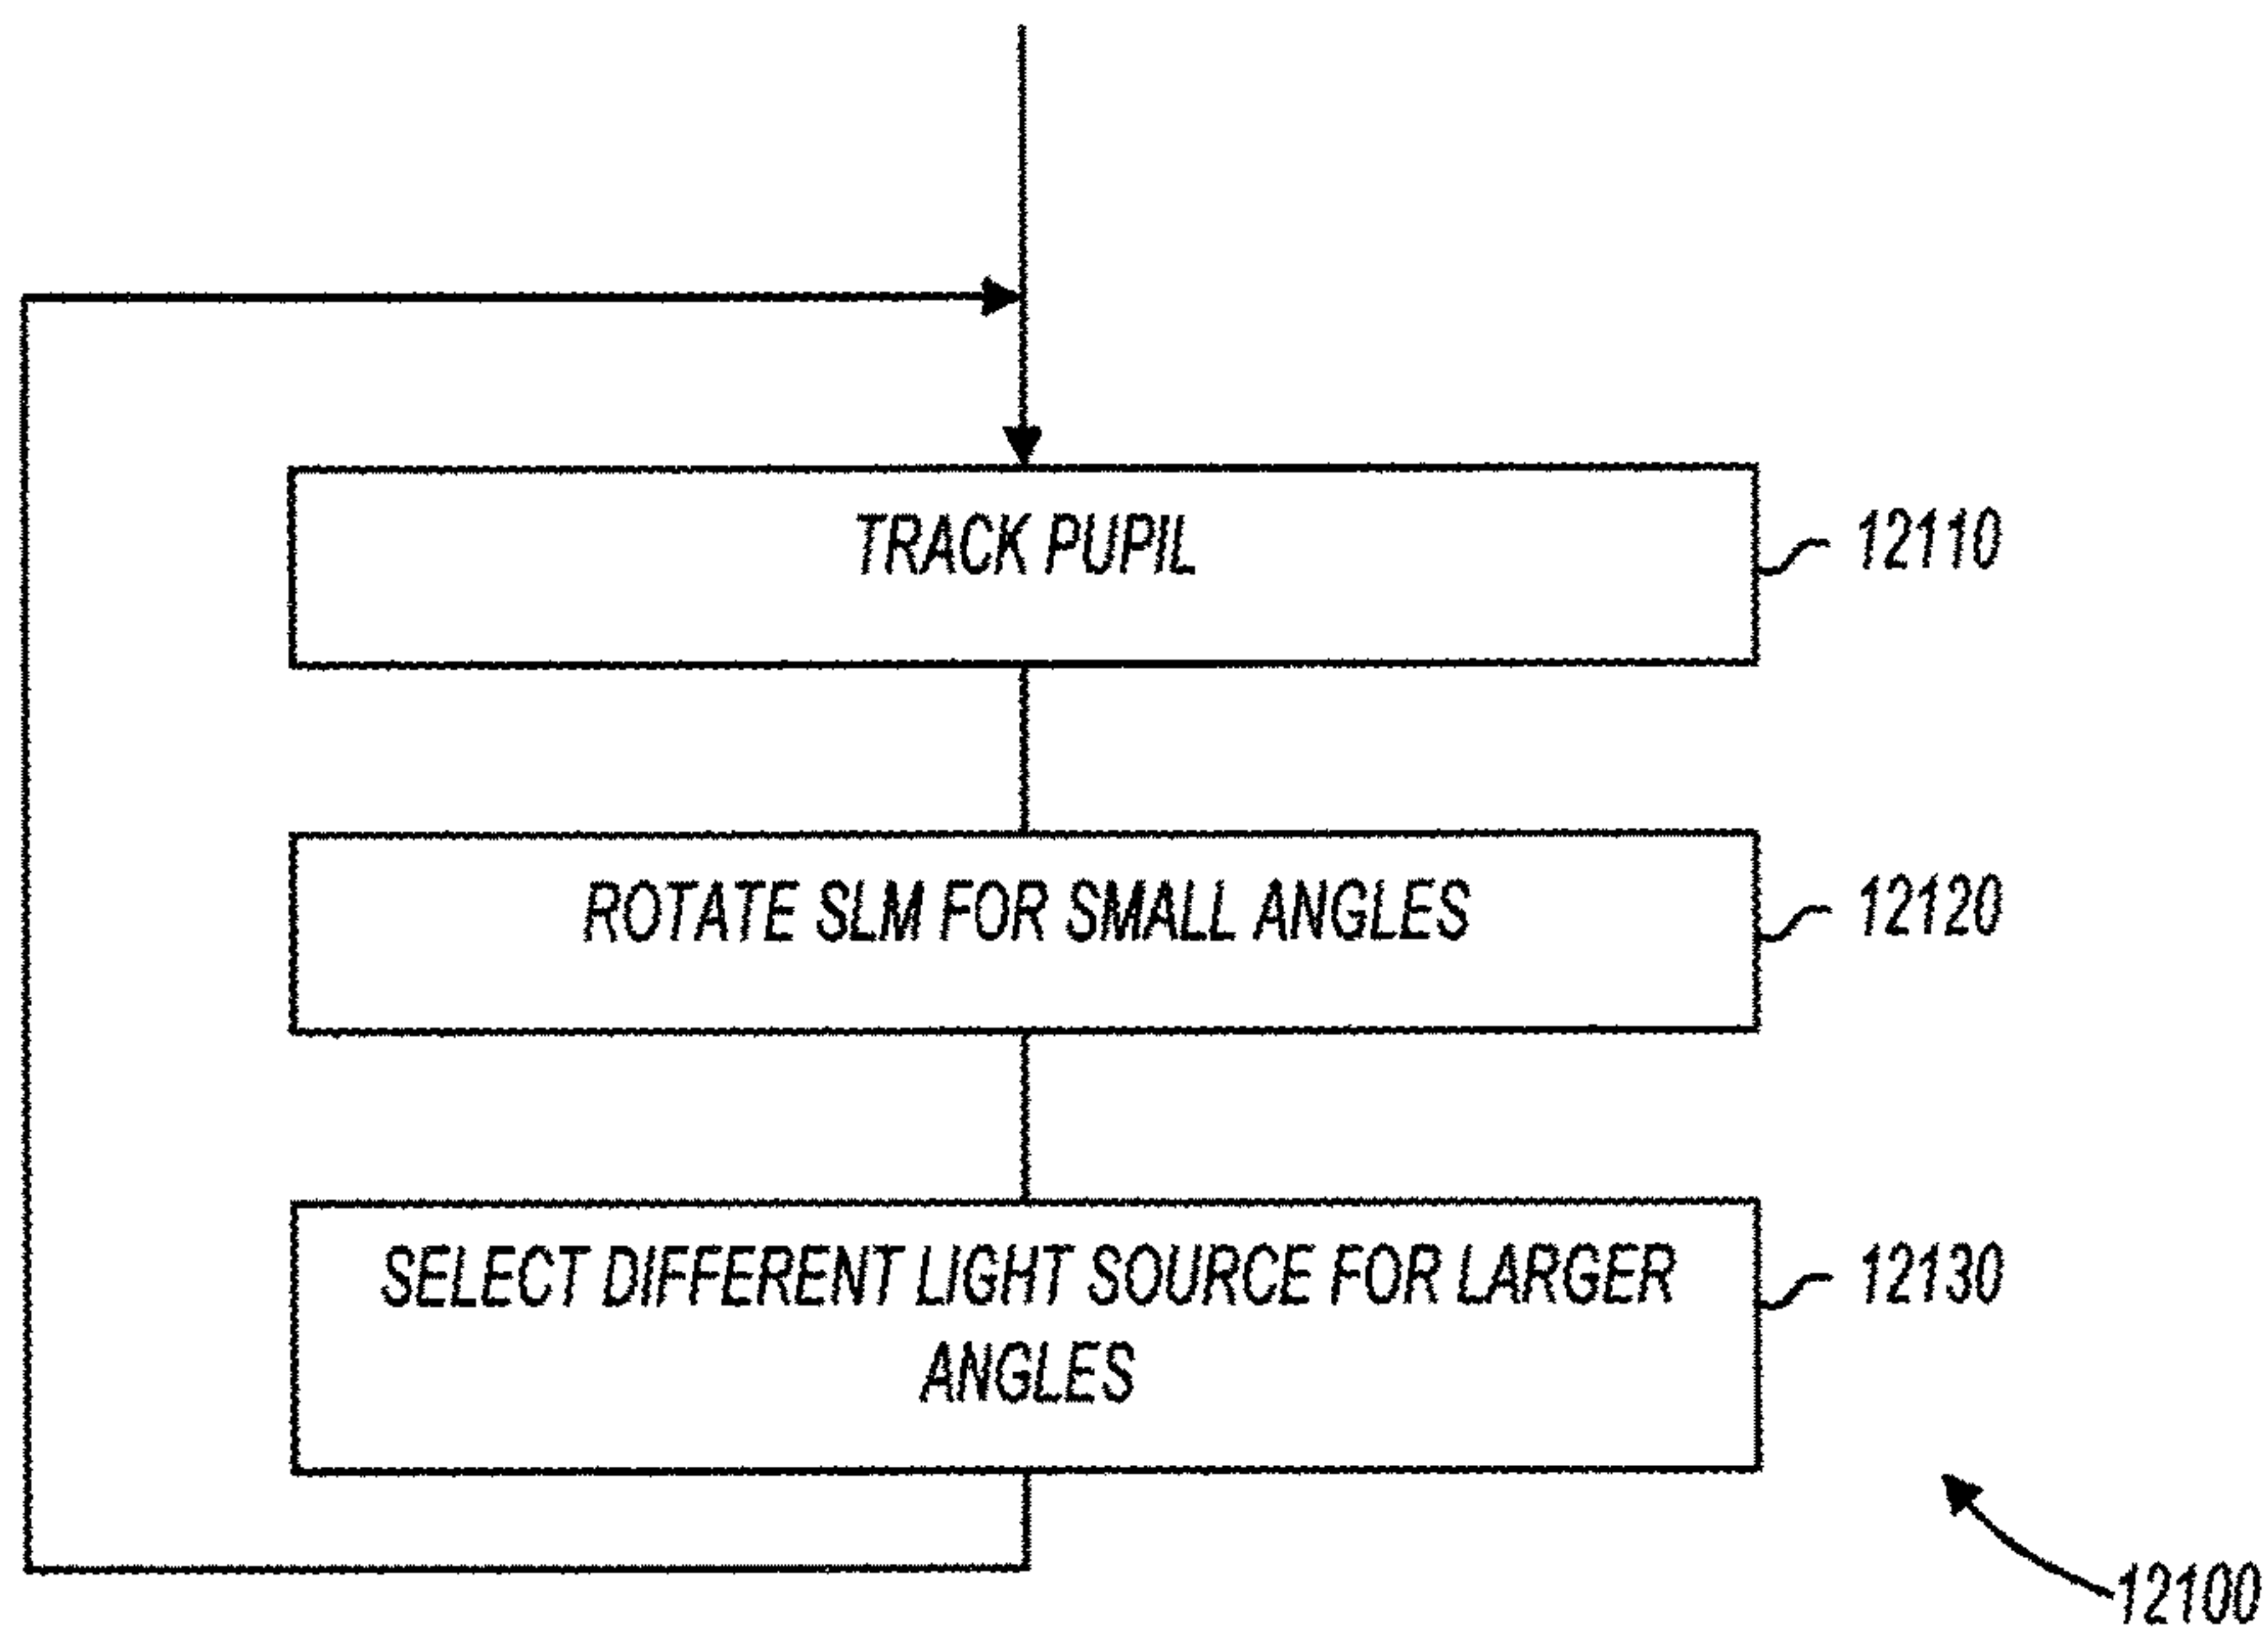 TRACK PUPIL
12110
ROTATE SLM FOR SMALL ANGLES
12120
SELECT DIFFERENT LIGHT SOURCE FOR LARGER
ANGLES
12130
12100